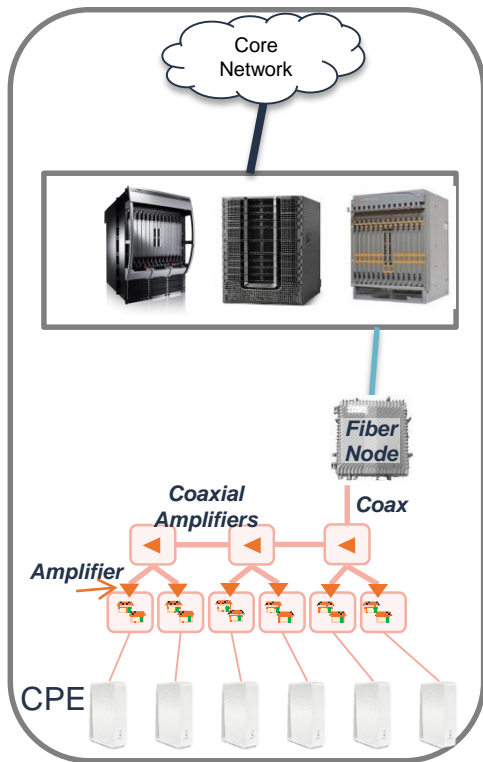 Core
Network
Fiber
Node
Coaxial
Amplifiers
Coax
Amplifier
CPE